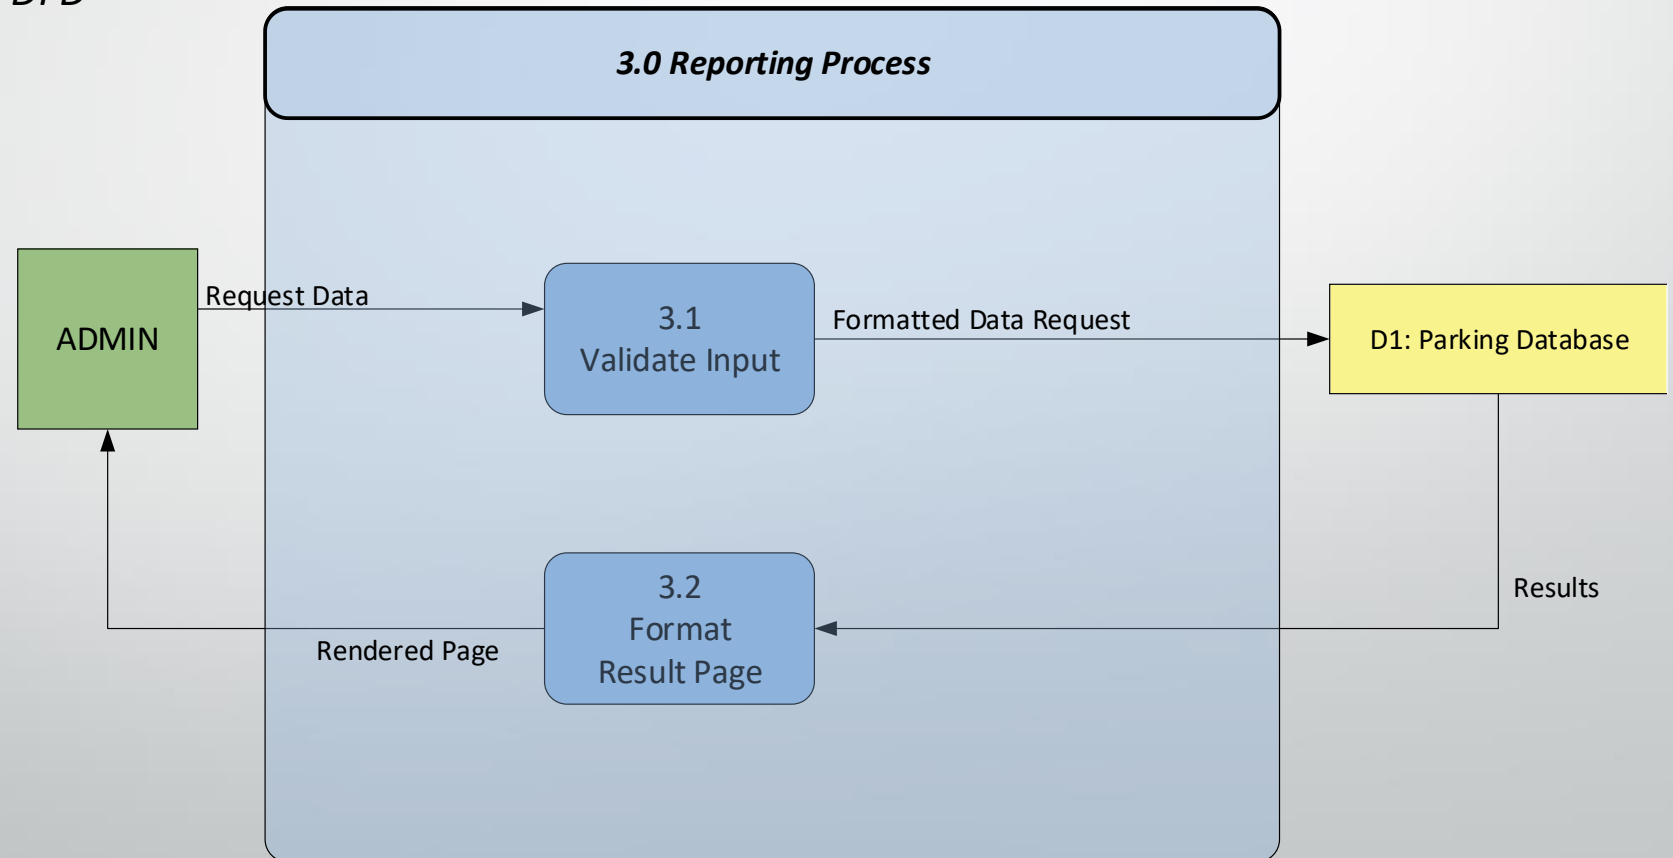 DFD
3.0 Reporting Process
Request Data
ADMIN
3.1
Validate Input
Formatted Data Request
D1: Parking Database
3.2
Format
Result Page
Results
Rendered Page